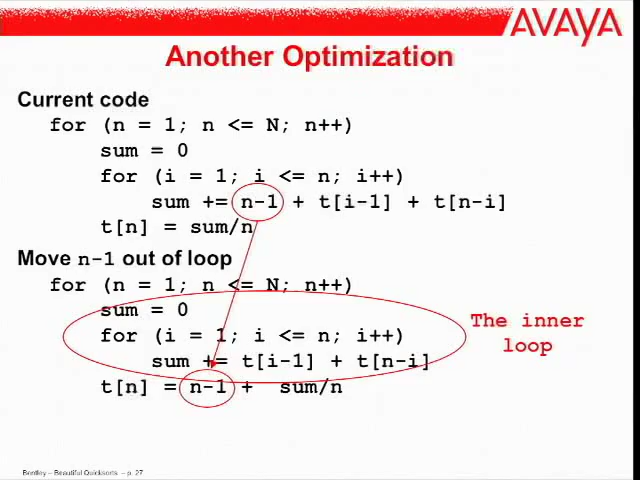 AVAYA
Another Optimization
Current code
for (n = 1; n <= N; n++)
sum = 0
for (i = 1; i <= n; i++)
sum += n-1 + t[i-1] + t[n-i]
t[n] = sum/n
Move n-1 out of loop
for (n = 1; n <= N; n++)
sum = 0
for (i = 1; i <= n; i++)
sum += t[i-1] + t[n-i]
t[n] = n-1 + sum/n
The inner
loop
Bentley – Beautiful Quicksorts – p. 27